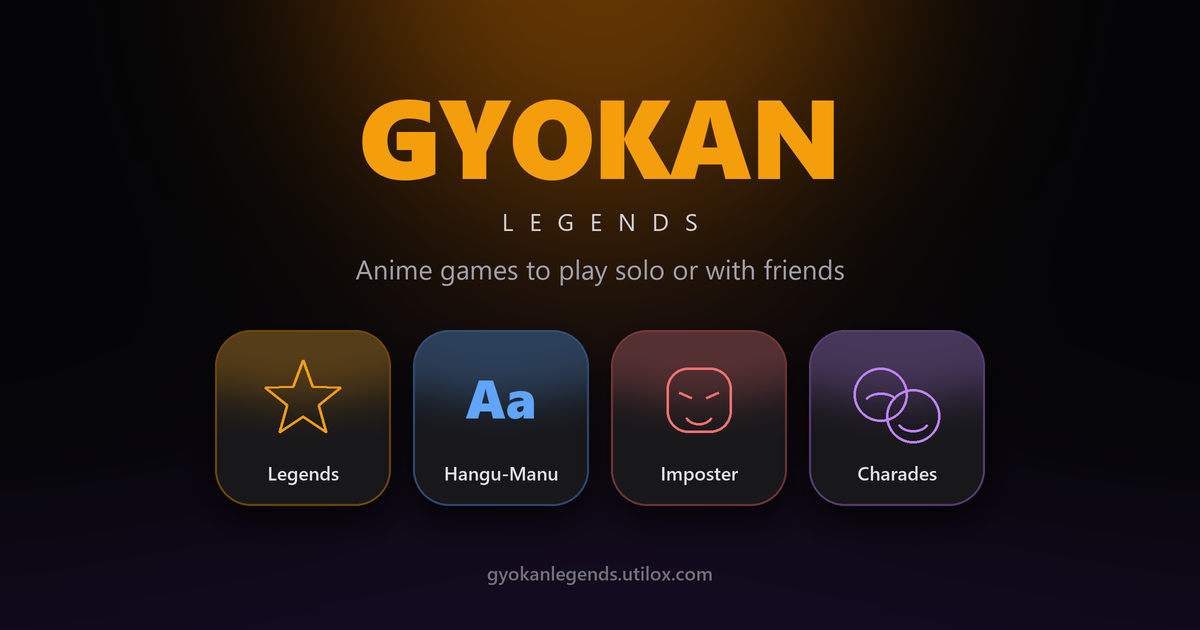 GYOKAN
LEGENDS
Anime games to play solo or with friends
Aa
Legends
Hangu-Manu
Imposter
Charades
gyokanlegends.utilox.com